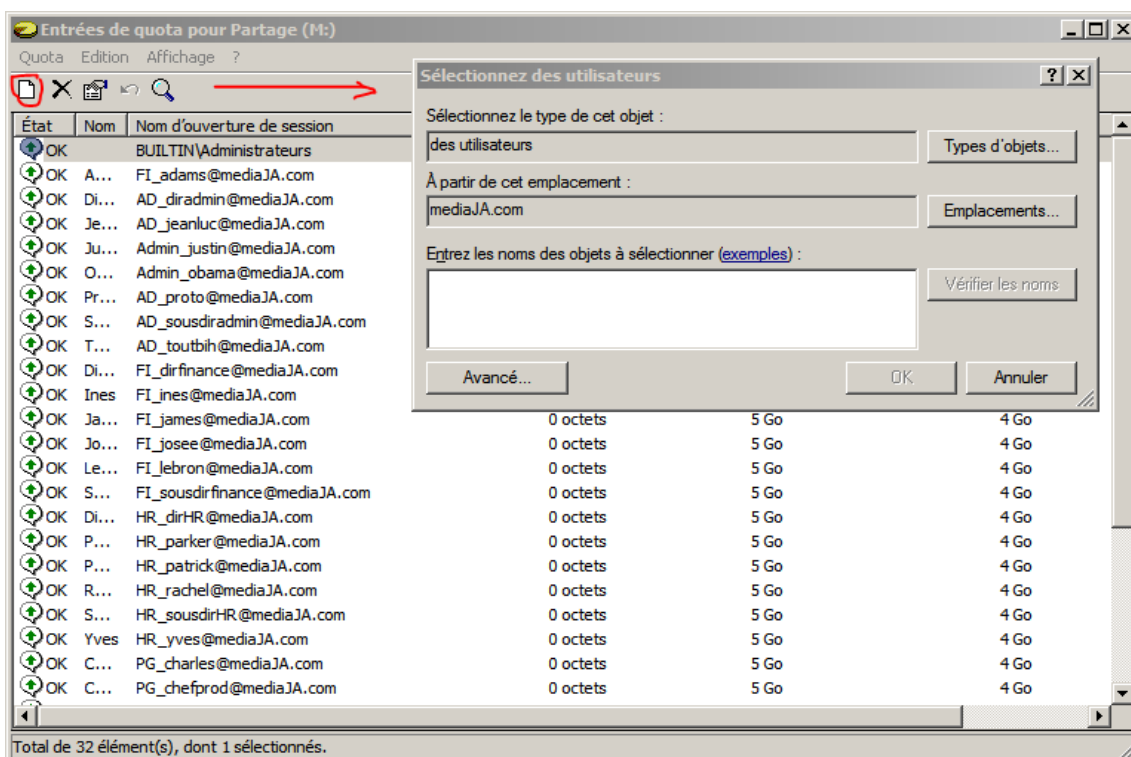 Entrées de quota pour Partage (M:)
Quota Edition Affichage ?
État Nom Nom d'ouverture de session
OK BUILTIN\Administrateurs
OK A... FI_adams@mediaJA.com
OK Di... AD_diradmin@mediaJA.com
OK Je... AD_jeanluc@mediaJA.com
OK Ju... Admin_justin@mediaJA.com
OK O... Admin_obama@mediaJA.com
OK Pr... AD_proto@mediaJA.com
OK S... AD_sousdiradmin@mediaJA.com
OK T... AD_toutbih@mediaJA.com
OK Di... FI_dirfinance@mediaJA.com
OK Ines FI_ines@mediaJA.com
OK Ja... FI_james@mediaJA.com 0 octets 5 Go 4 Go
OK Jo... FI_josee@mediaJA.com 0 octets 5 Go 4 Go
OK Le... FI_lebron@mediaJA.com 0 octets 5 Go 4 Go
OK S... FI_sousdirfinance@mediaJA.com 0 octets 5 Go 4 Go
OK Di... HR_dirHR@mediaJA.com 0 octets 5 Go 4 Go
OK P... HR_parker@mediaJA.com 0 octets 5 Go 4 Go
OK P... HR_patrick@mediaJA.com 0 octets 5 Go 4 Go
OK R... HR_rachel@mediaJA.com 0 octets 5 Go 4 Go
OK S... HR_sousdirHR@mediaJA.com 0 octets 5 Go 4 Go
OK Yves HR_yves@mediaJA.com 0 octets 5 Go 4 Go
OK C... PG_charles@mediaJA.com 0 octets 5 Go 4 Go
OK C... PG_chefprod@mediaJA.com 0 octets 5 Go 4 Go
Total de 32 élément(s), dont 1 sélectionnés.
Sélectionnez des utilisateurs
Sélectionnez le type de cet objet :
des utilisateurs Types d'objets...
À partir de cet emplacement :
mediaJA.com Emplacements...
Entrez les noms des objets à sélectionner (exemples) :
Vérifier les noms
Avancé... OK Annuler